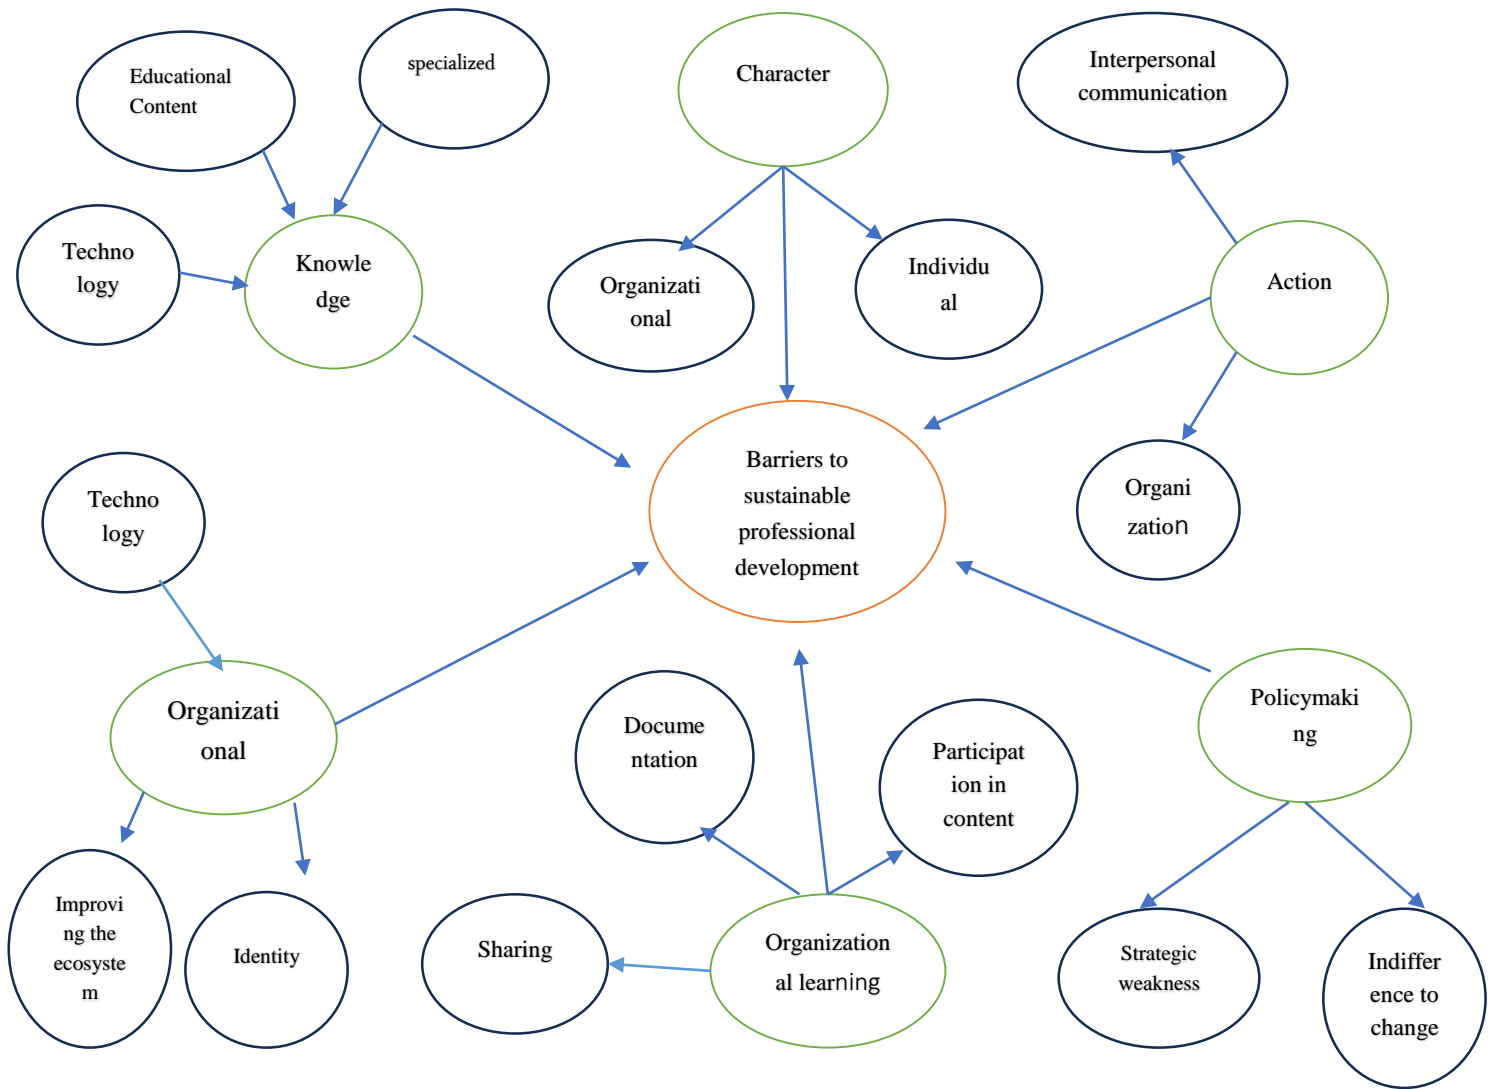 Educational
Content
specialized
Character
Interpersonal
communication
Techno
logy
Knowle
dge
Organizati
onal
Individu
al
Action
Barriers to
sustainable
professional
development
Organi
zation
Techno
logy
Organizati
onal
Docume
ntation
Participat
ion in
content
Policymaki
ng
Improvi
ng the
ecosyste
m
Identity
Sharing
Organization
al learning
Strategic
weakness
Indiffer
ence to
change